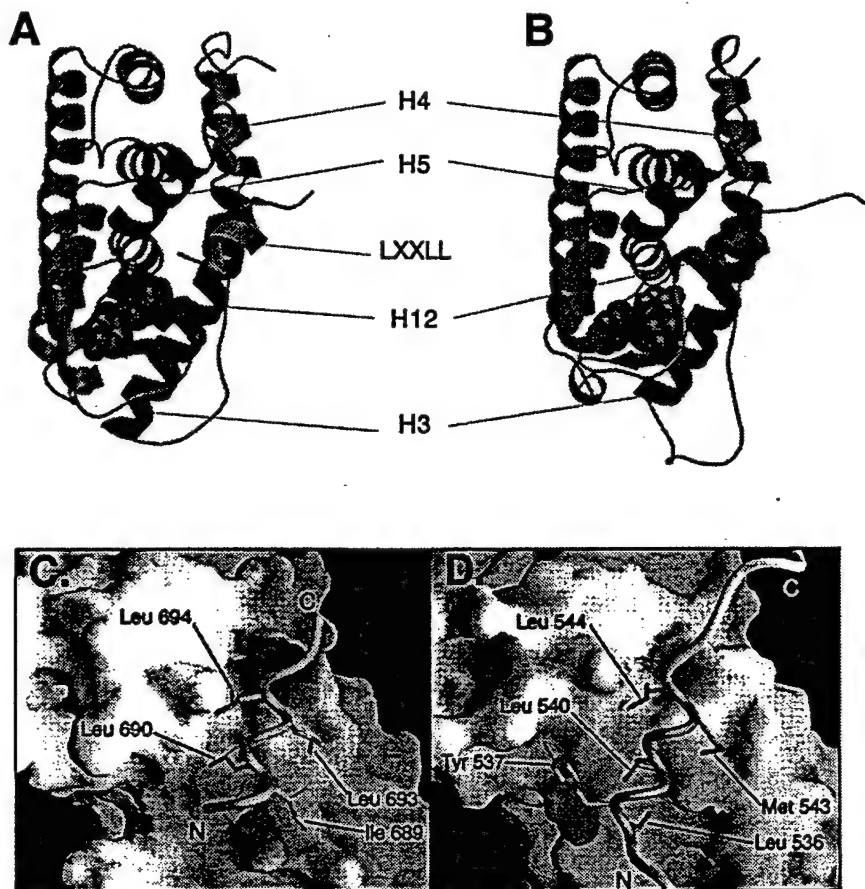 A
B
H4
H5
LXXLL
H12
H3
C.
D.
C
C
Leu 694
Leu 544
Leu 690
Leu 540
Tyr 537
Leu 693
Met 543
N
Ile 689
Leu 536
N